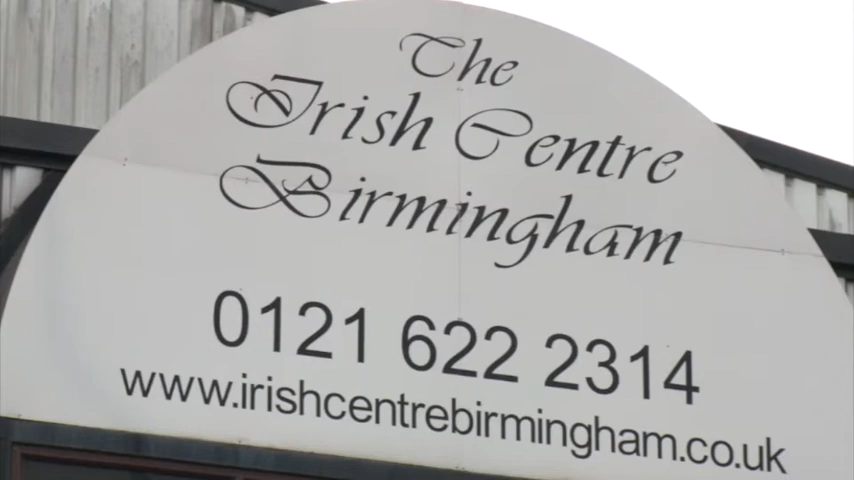 The
Irish Centre
Birmingham
0121 622 2314
www.irishcentrebirmingham.co.uk